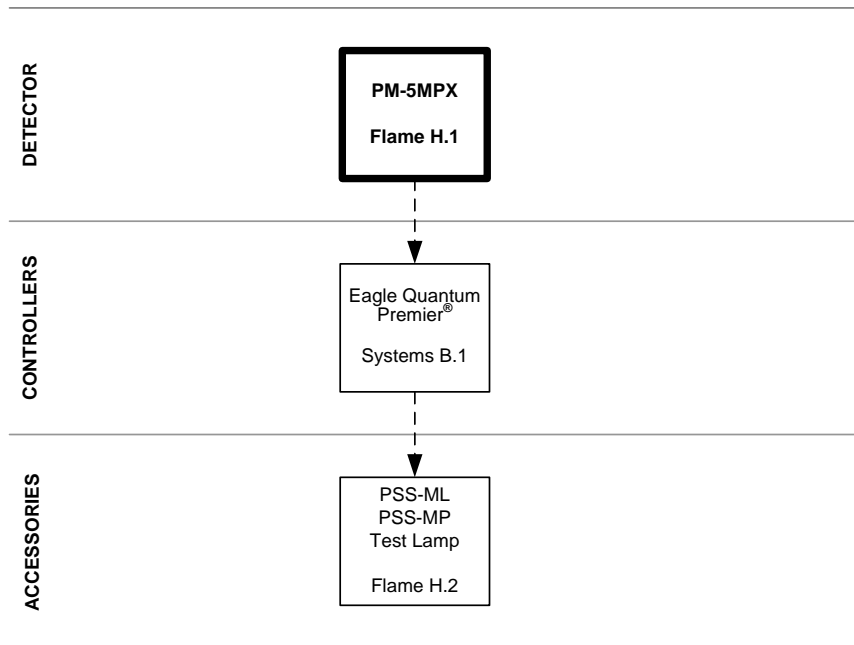 DETECTOR
PM-5MPX
Flame H.1
CONTROLLERS
Eagle Quantum
Premier®
Systems B.1
ACCESSORIES
PSS-ML
PSS-MP
Test Lamp
Flame H.2